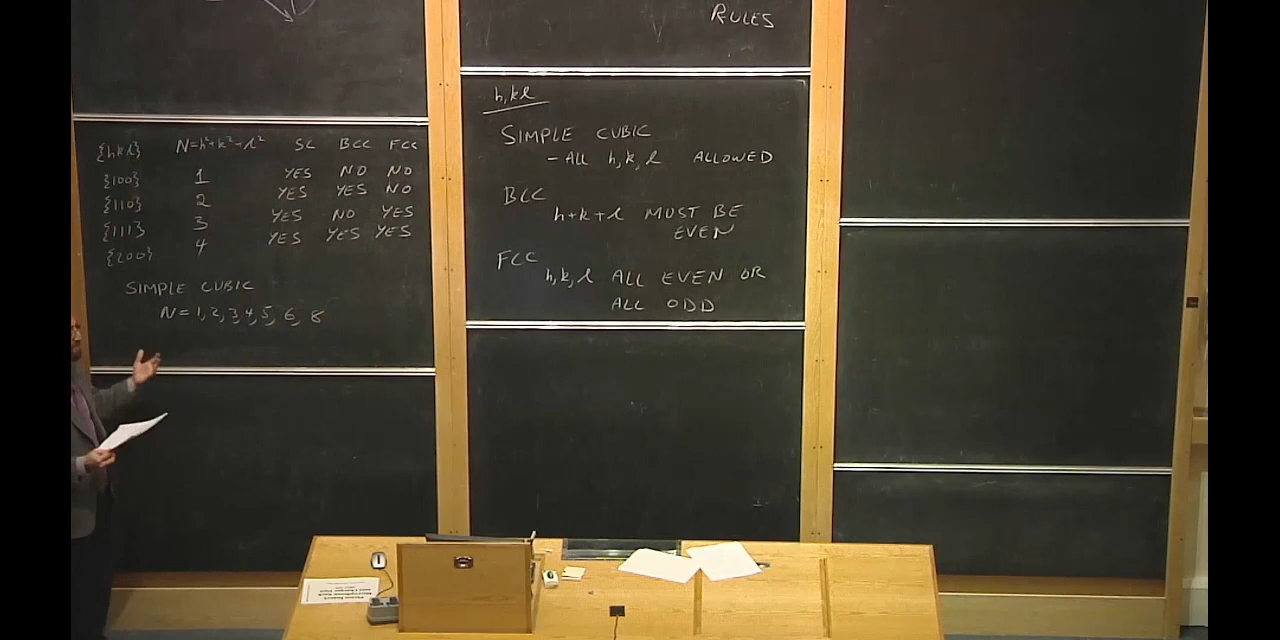 RULES
{hkl} N=h²+k²+l² SC BCC FCC
{100} 1 YES NO NO
{110} 2 YES YES NO
{111} 3 YES NO YES
{200} 4 YES YES YES
SIMPLE CUBIC
N = 1, 2, 3, 4, 5, 6, 8
h,kl
SIMPLE CUBIC
- ALL h, k, l ALLOWED
BCC
h+k+l MUST BE
EVEN
FCC
h, k, l ALL EVEN OR
ALL ODD